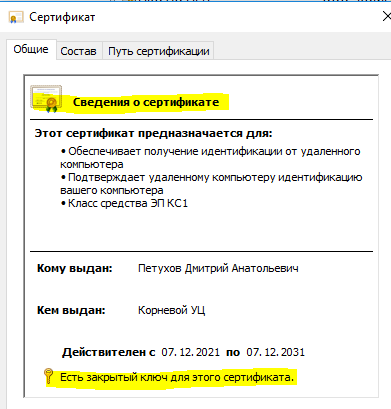 Сертификат
Общие Состав Путь сертификации
Сведения о сертификате
Этот сертификат предназначается для:
• Обеспечивает получение идентификации от удаленного
компьютера
• Подтверждает удаленному компьютеру идентификацию
вашего компьютера
• Класс средства ЭП КС1
Кому выдан: Петухов Дмитрий Анатольевич
Кем выдан: Корневой УЦ
Действителен с 07.12.2021 по 07.12.2031
Есть закрытый ключ для этого сертификата.